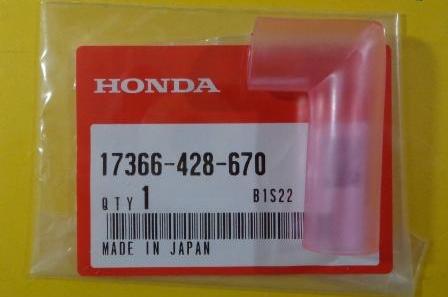 HONDA
17366-428-670
QTY 1 B1S22
MADE IN JAPAN